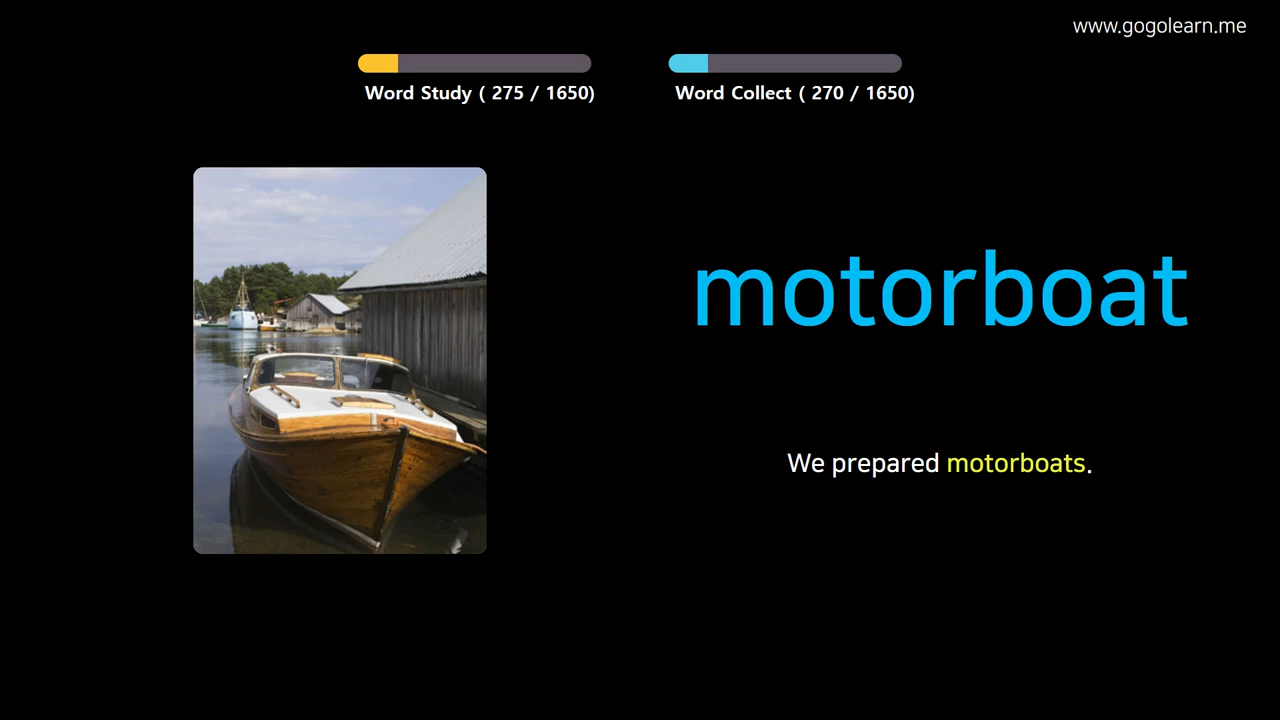 www.gogolearn.me
Word Study ( 275 / 1650)
Word Collect ( 270 / 1650)
motorboat
We prepared motorboats.